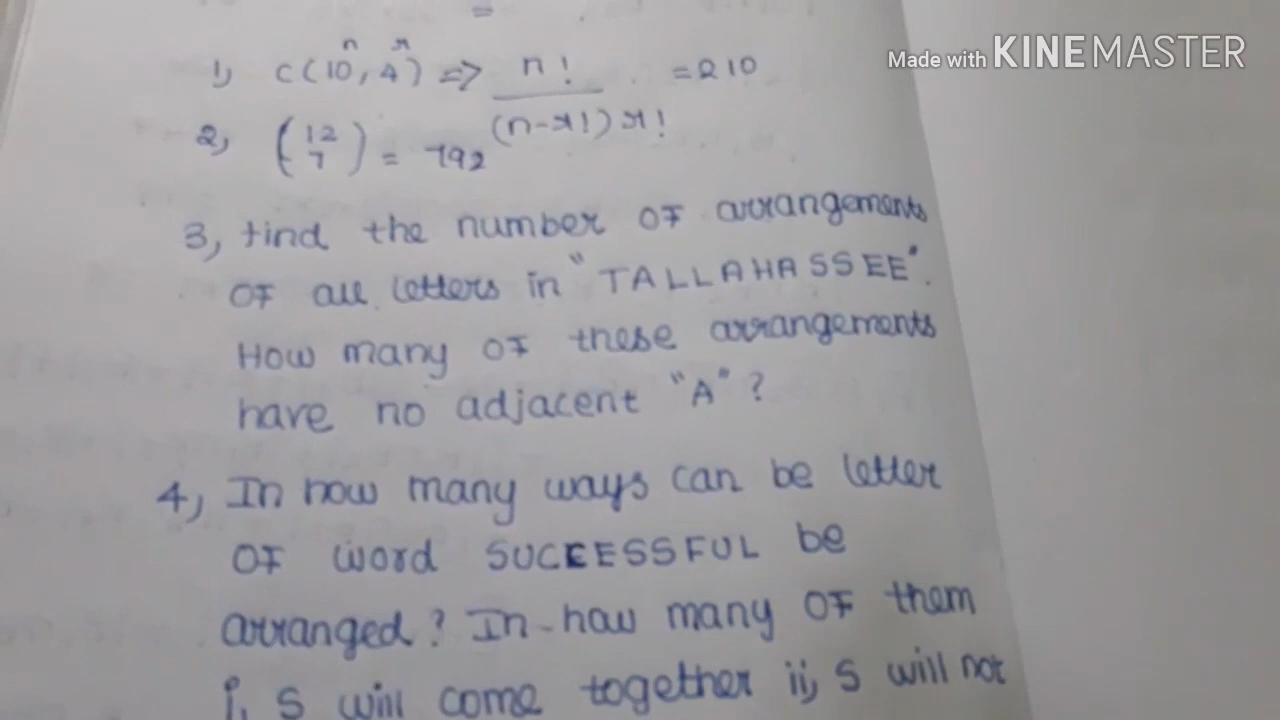 Made with KINEMASTER
n r
1, C(10, 4) => n! / (n-r!) r! = 210
2, (12 7) = 792
3, find the number OF arrangements
OF all letters in "TALLAHASSEE".
How many OF these arrangements
have no adjacent "A"?
4, In how many ways can be letter
OF word SUCCESSFUL be
arranged? In how many OF them
i, S will come together ii, S will not